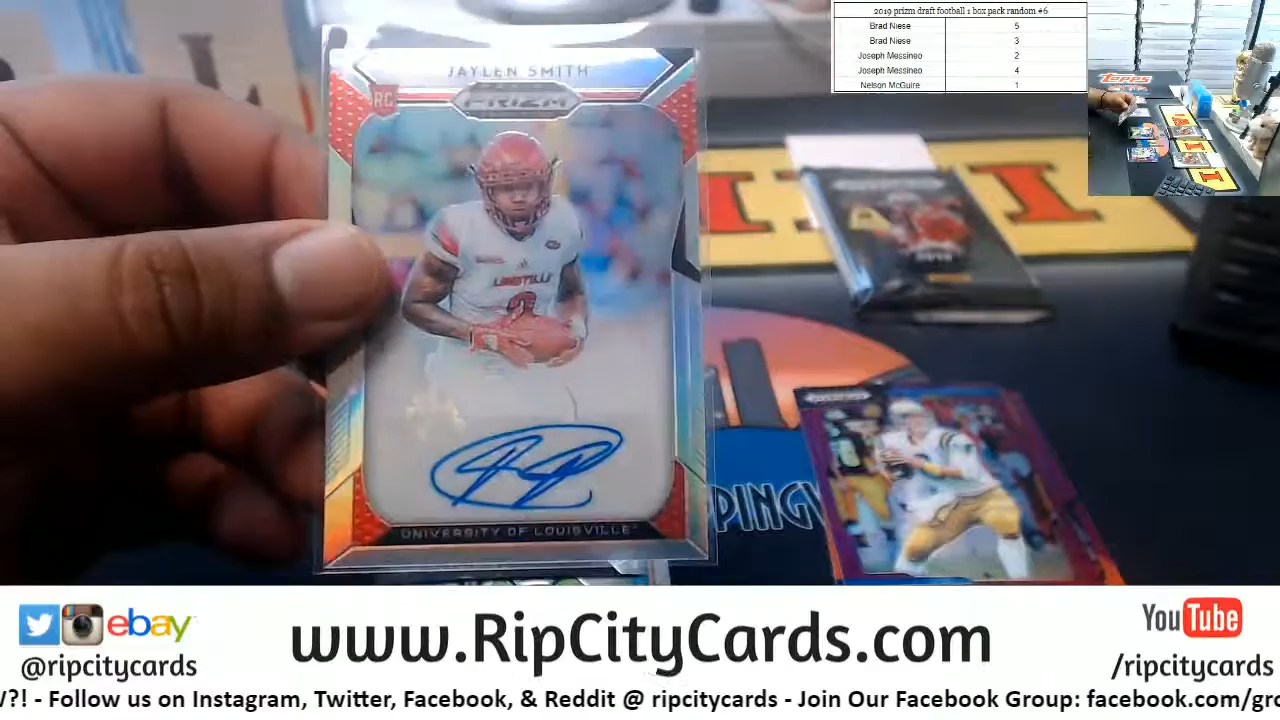 2019 prizm draft football 1 box pack random #6
Brad Niese 5
Brad Niese 3
Joseph Messineo 2
Joseph Messineo 4
Nelson McGuire 1
Topps
JAYLEN SMITH
RC
PRIZM
UNIVERSITY OF LOUISVILLE
PINGW
ebay
@ripcitycards
www.RipCityCards.com
YouTube
/ripcitycards
?! - Follow us on Instagram, Twitter, Facebook, & Reddit @ ripcitycards - Join Our Facebook Group: facebook.com/gro